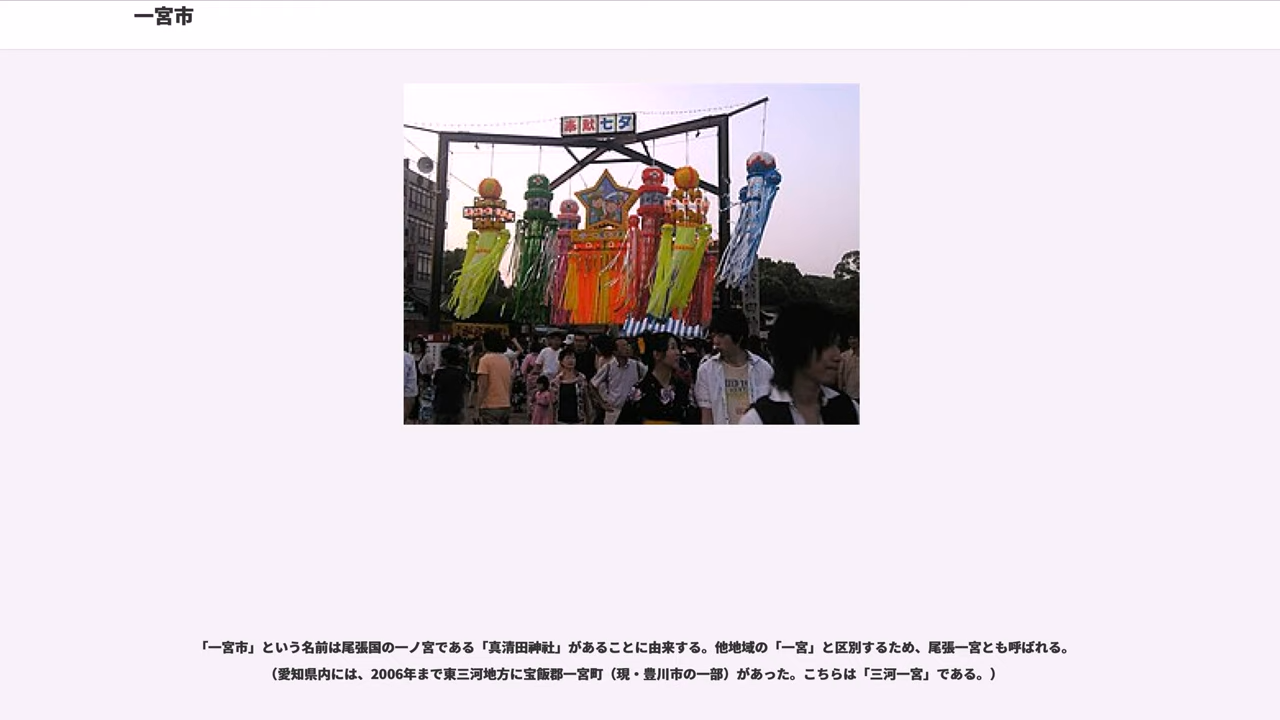 一宮市
奉献七夕
「一宮市」という名前は尾張国の一ノ宮である「真清田神社」があることに由来する。他地域の「一宮」と区別するため、尾張一宮とも呼ばれる。
（愛知県内には、2006年まで東三河地方に宝飯郡一宮町（現・豊川市の一部）があった。こちらは「三河一宮」である。）